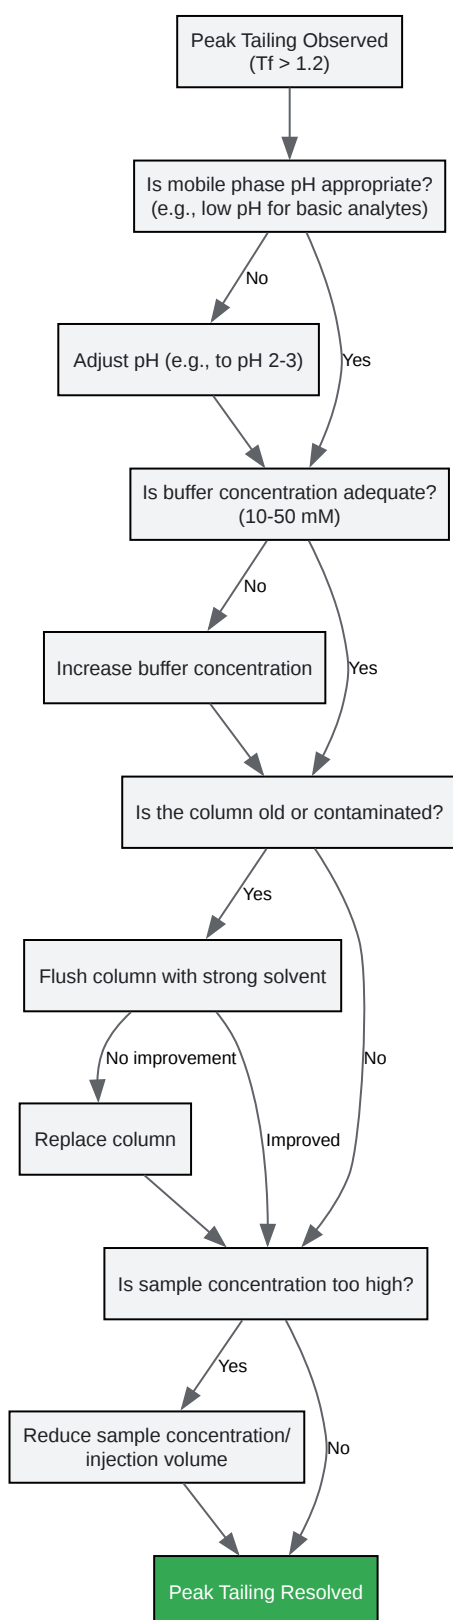 Peak Tailing Observed
(Tf > 1.2)
Is mobile phase pH appropriate?
(e.g., low pH for basic analytes)
No
Yes
Adjust pH (e.g., to pH 2-3)
Is buffer concentration adequate?
(10-50 mM)
No
Yes
Increase buffer concentration
Is the column old or contaminated?
Yes
Flush column with strong solvent
No improvement
No
Replace column
Improved
Is sample concentration too high?
Yes
Reduce sample concentration/
injection volume
No
Peak Tailing Resolved